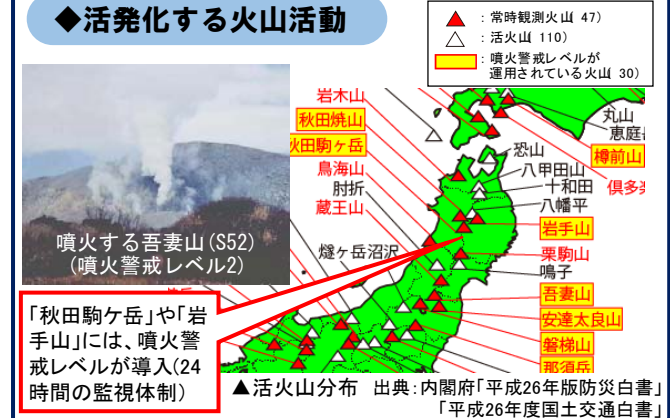 ◆活発化する火山活動
▲ ：常時観測火山( 47)
△ ：活火山( 110)
：噴火警戒レベルが
運用されている火山( 30)
噴火する吾妻山(S52)
(噴火警戒レベル2)
岩木山
秋田焼山
秋田駒ヶ岳
鳥海山
肘折
蔵王山
燧ヶ岳沼沢
丸山
恵庭
樽前山
倶多
恐山
八甲田山
十和田
八幡平
岩手山
栗駒山
鳴子
吾妻山
安達太良山
磐梯山
那須岳
「秋田駒ケ岳」や「岩
手山」には、噴火警
戒レベルが導入(24
時間の監視体制)
▲活火山分布 出典:内閣府「平成26年版防災白書」
「平成26年度国土交通白書」